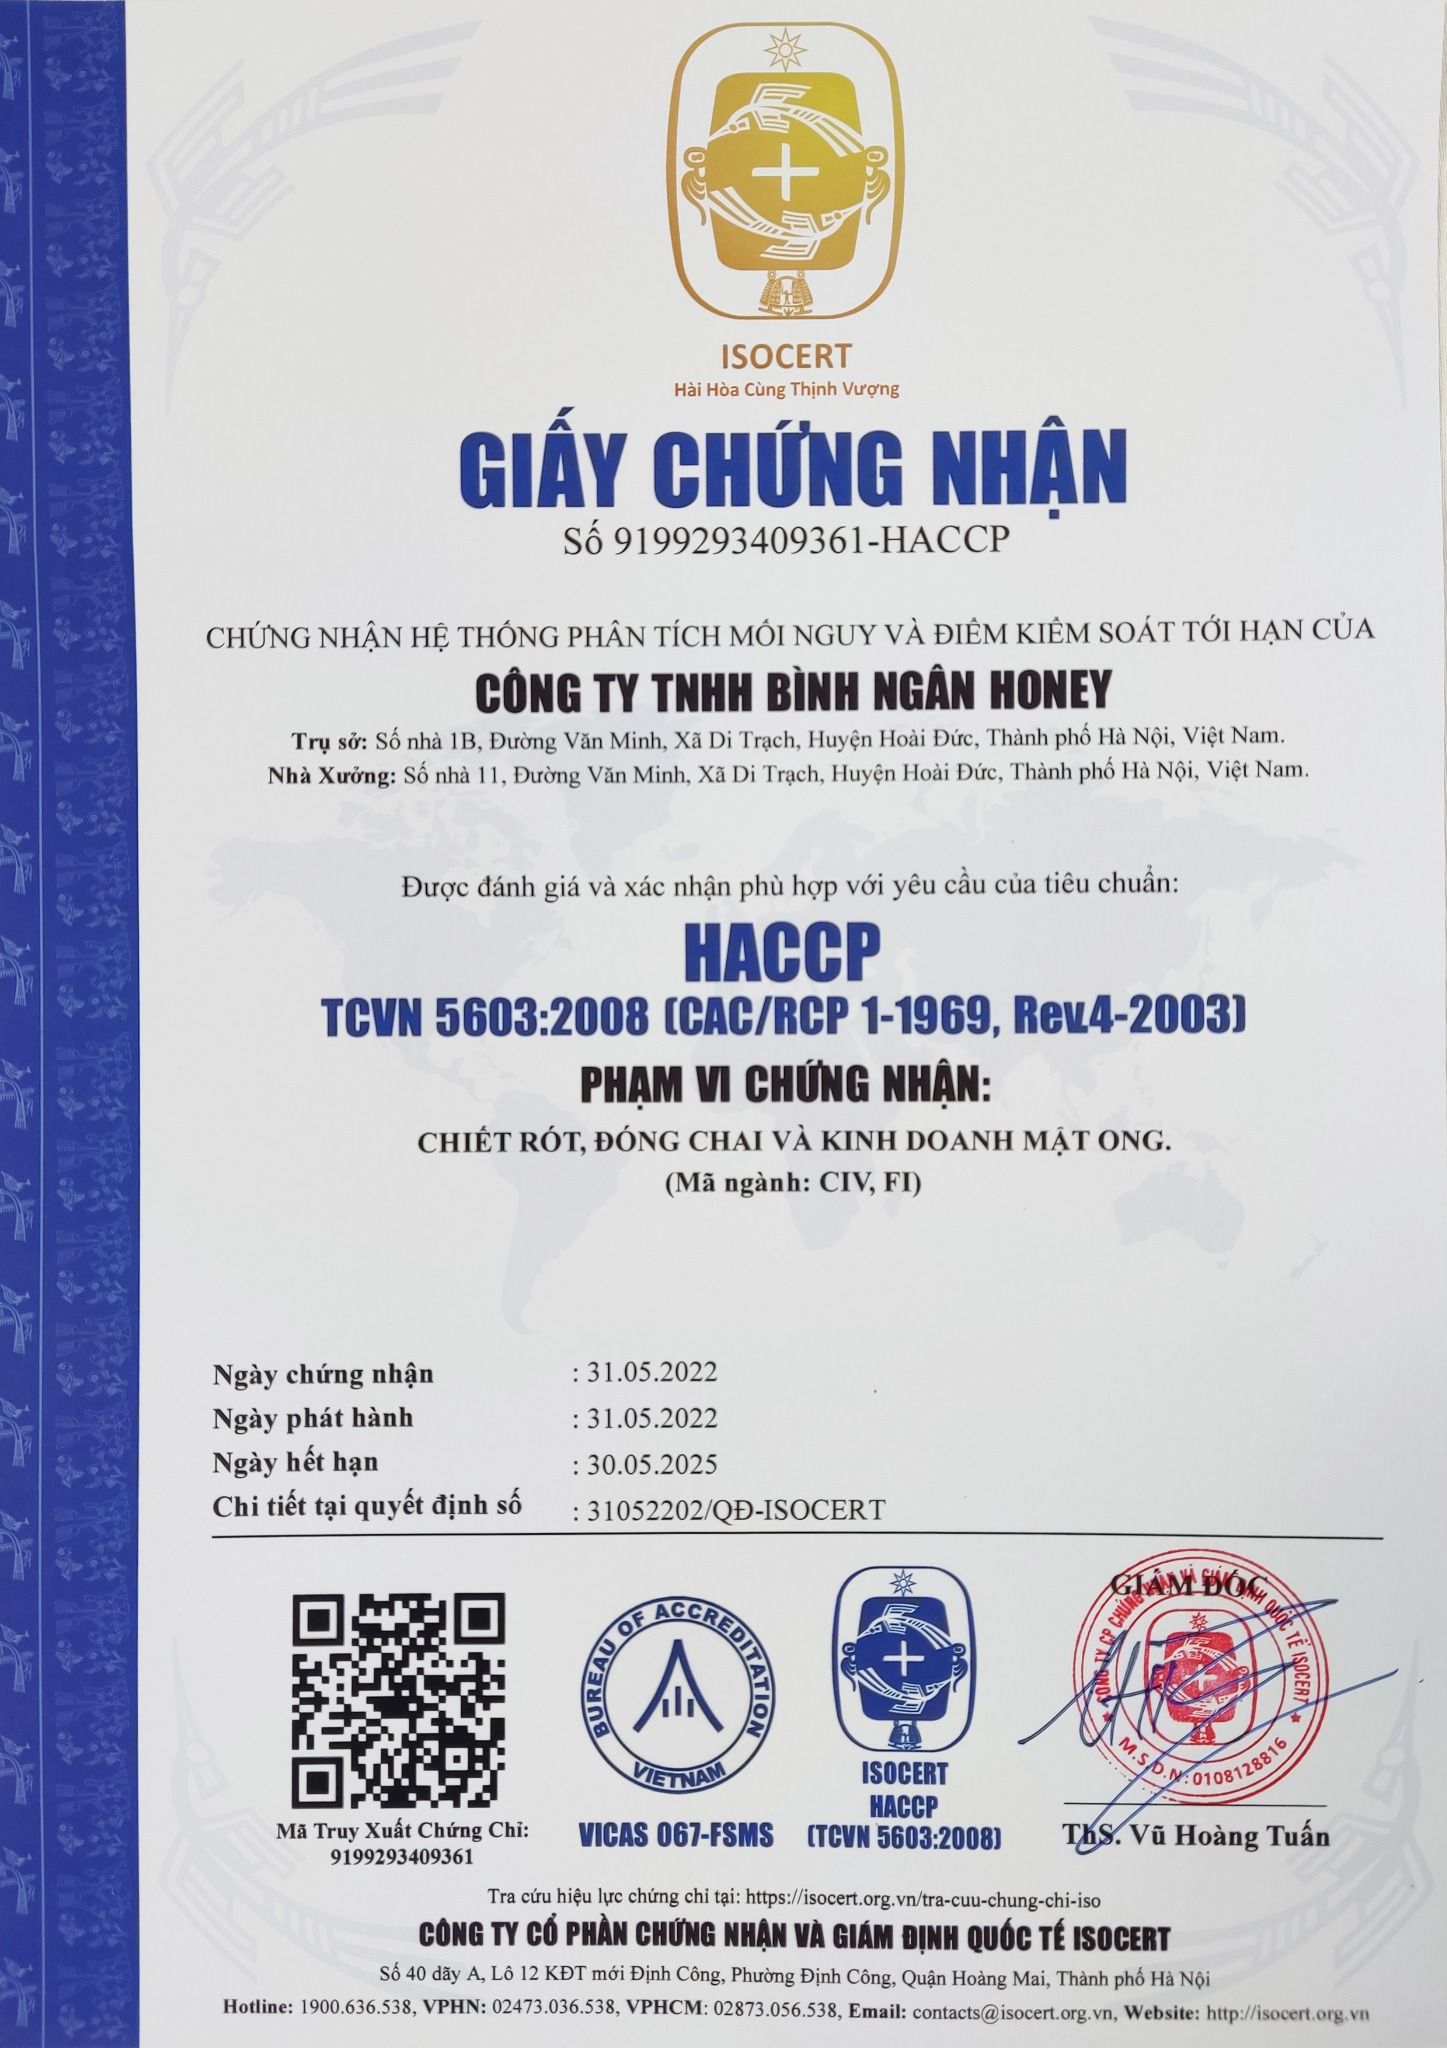 ISOCERT
Hài Hòa Cùng Thịnh Vượng
GIẤY CHỨNG NHẬN
Số 9199293409361-HACCP
CHỨNG NHẬN HỆ THỐNG PHÂN TÍCH MỐI NGUY VÀ ĐIỂM KIỂM SOÁT TỚI HẠN CỦA
CÔNG TY TNHH BÌNH NGÂN HONEY
Trụ sở: Số nhà 1B, Đường Văn Minh, Xã Di Trạch, Huyện Hoài Đức, Thành phố Hà Nội, Việt Nam.
Nhà Xưởng: Số nhà 11, Đường Văn Minh, Xã Di Trạch, Huyện Hoài Đức, Thành phố Hà Nội, Việt Nam.
Được đánh giá và xác nhận phù hợp với yêu cầu của tiêu chuẩn:
HACCP
TCVN 5603:2008 (CAC/RCP 1-1969, Rev.4-2003)
PHẠM VI CHỨNG NHẬN:
CHIẾT RÓT, ĐÓNG CHAI VÀ KINH DOANH MẬT ONG.
(Mã ngành: CIV, FI)
Ngày chứng nhận : 31.05.2022
Ngày phát hành : 31.05.2022
Ngày hết hạn : 30.05.2025
Chi tiết tại quyết định số : 31052202/QĐ-ISOCERT
GIÁM ĐỐC
CÔNG TY CP CHỨNG NHẬN VÀ GIÁM ĐỊNH QUỐC TẾ ISOCERT
M.S.D.N: 0108128816
BUREAU OF ACCREDITATION
VIETNAM
VICAS 067-FSMS
ISOCERT
HACCP
(TCVN 5603:2008)
Mã Truy Xuất Chứng Chỉ:
9199293409361
ThS. Vũ Hoàng Tuấn
Tra cứu hiệu lực chứng chỉ tại: https://isocert.org.vn/tra-cuu-chung-chi-iso
CÔNG TY CỔ PHẦN CHỨNG NHẬN VÀ GIÁM ĐỊNH QUỐC TẾ ISOCERT
Số 40 dãy A, Lô 12 KĐT mới Định Công, Phường Định Công, Quận Hoàng Mai, Thành phố Hà Nội
Hotline: 1900.636.538, VPHN: 02473.036.538, VPHCM: 02873.056.538, Email: contacts@isocert.org.vn, Website: http://isocert.org.vn